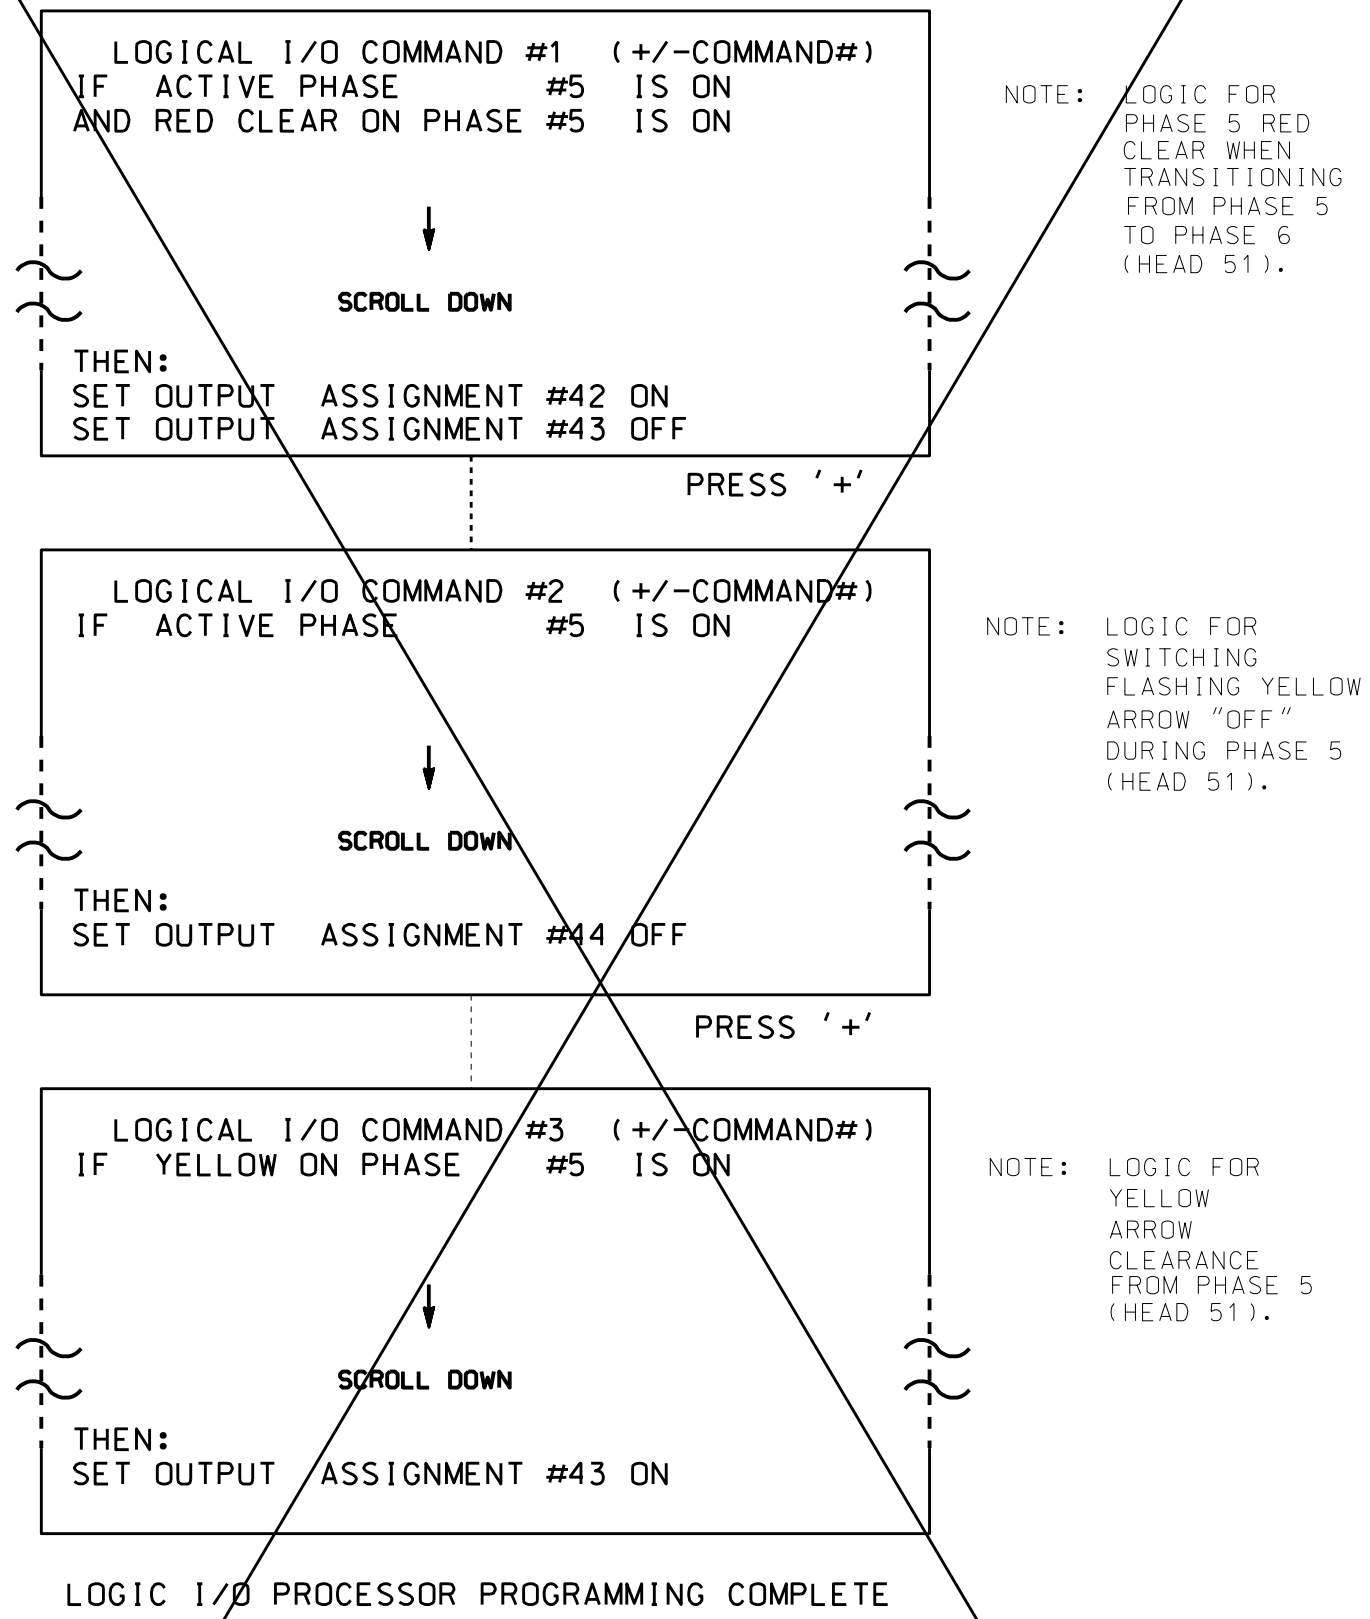 LOGICAL I/O COMMAND #1 (+/-COMMAND#)
IF ACTIVE PHASE #5 IS ON
AND RED CLEAR ON PHASE #5 IS ON
SCROLL DOWN
THEN:
SET OUTPUT ASSIGNMENT #42 ON
SET OUTPUT ASSIGNMENT #43 OFF
NOTE: LOGIC FOR
PHASE 5 RED
CLEAR WHEN
TRANSITIONING
FROM PHASE 5
TO PHASE 6
(HEAD 51).
PRESS '+'
LOGICAL I/O COMMAND #2 (+/-COMMAND#)
IF ACTIVE PHASE #5 IS ON
SCROLL DOWN
THEN:
SET OUTPUT ASSIGNMENT #44 OFF
NOTE: LOGIC FOR
SWITCHING
FLASHING YELLOW
ARROW "OFF"
DURING PHASE 5
(HEAD 51).
PRESS '+'
LOGICAL I/O COMMAND #3 (+/-COMMAND#)
IF YELLOW ON PHASE #5 IS ON
SCROLL DOWN
THEN:
SET OUTPUT ASSIGNMENT #43 ON
NOTE: LOGIC FOR
YELLOW
ARROW
CLEARANCE
FROM PHASE 5
(HEAD 51).
LOGIC I/O PROCESSOR PROGRAMMING COMPLETE